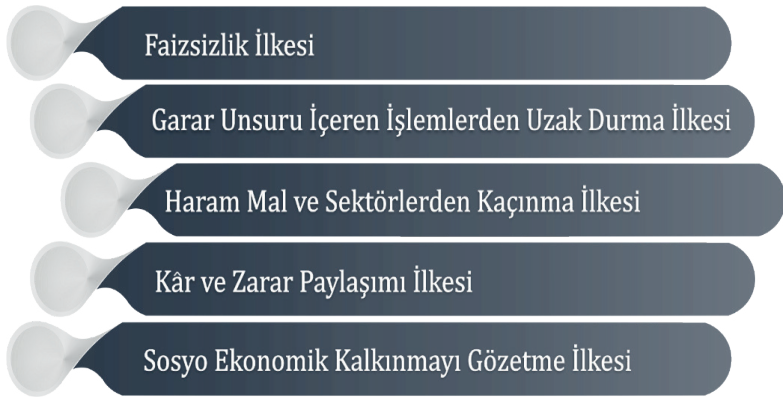 Faizsizlik İlkesi
Garar Unsuru İçeren İşlemlerden Uzak Durma İlkesi
Haram Mal ve Sektörlerden Kaçınma İlkesi
Kâr ve Zarar Paylaşımı İlkesi
Sosyo Ekonomik Kalkınmayı Gözetme İlkesi